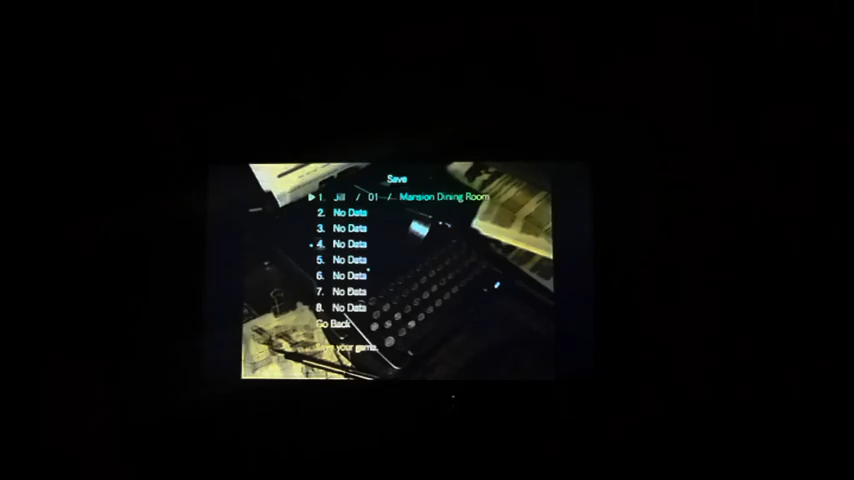 Save
1. Jill / 01 / Mansion Dining Room
2. No Data
3. No Data
4. No Data
5. No Data
6. No Data
7. No Data
8. No Data
Go Back
Save your game.